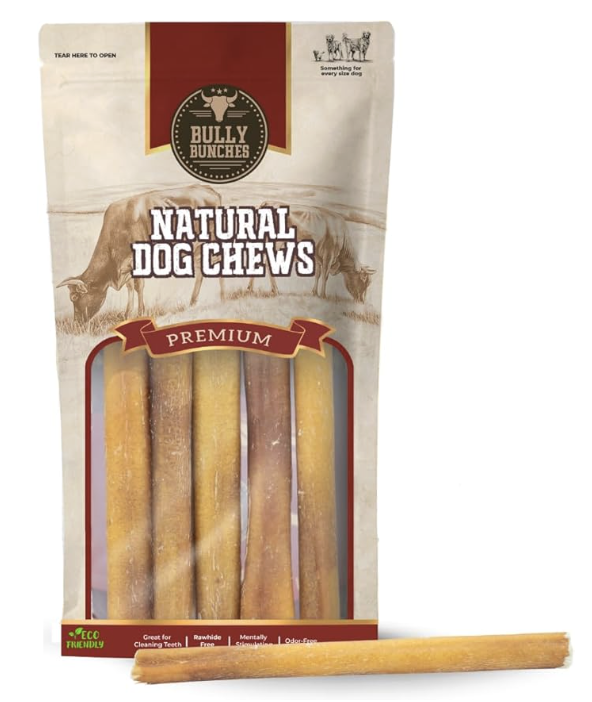 TEAR HERE TO OPEN
Something for
every size dog
BULLY
BUNCHES
NATURAL
DOG CHEWS
PREMIUM
ECO
FRIENDLY
Great for
Cleaning Teeth
Rawhide
Free
Mentally
Stimulating
Odor-Free